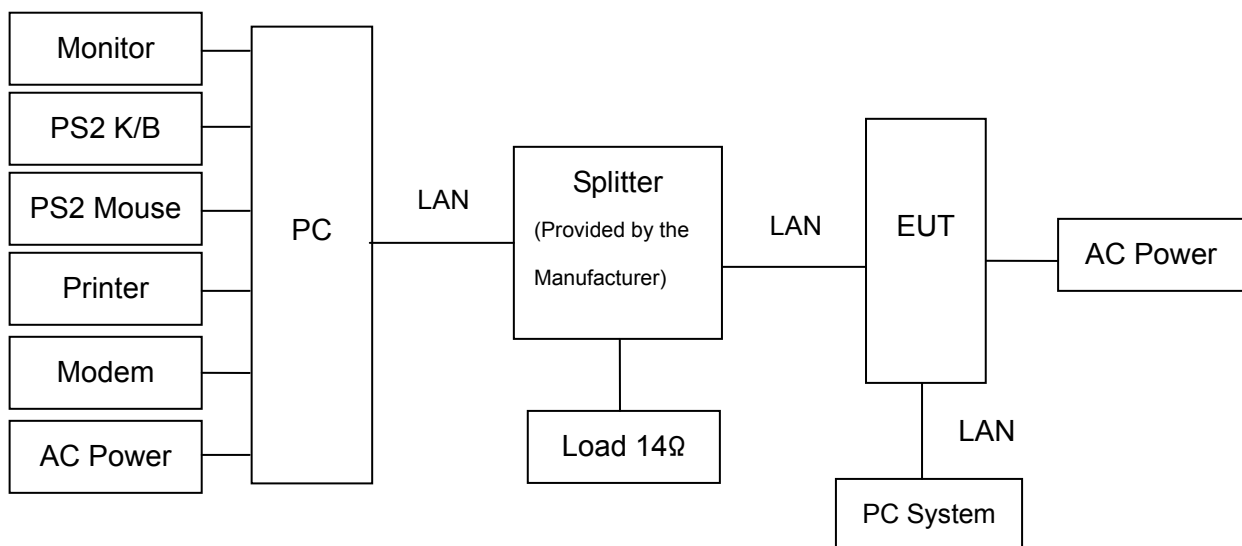 Monitor
PS2 K/B
PS2 Mouse
Printer
Modem
AC Power
PC
LAN
Splitter
(Provided by the
Manufacturer)
Load 14Ω
LAN
EUT
AC Power
LAN
PC System